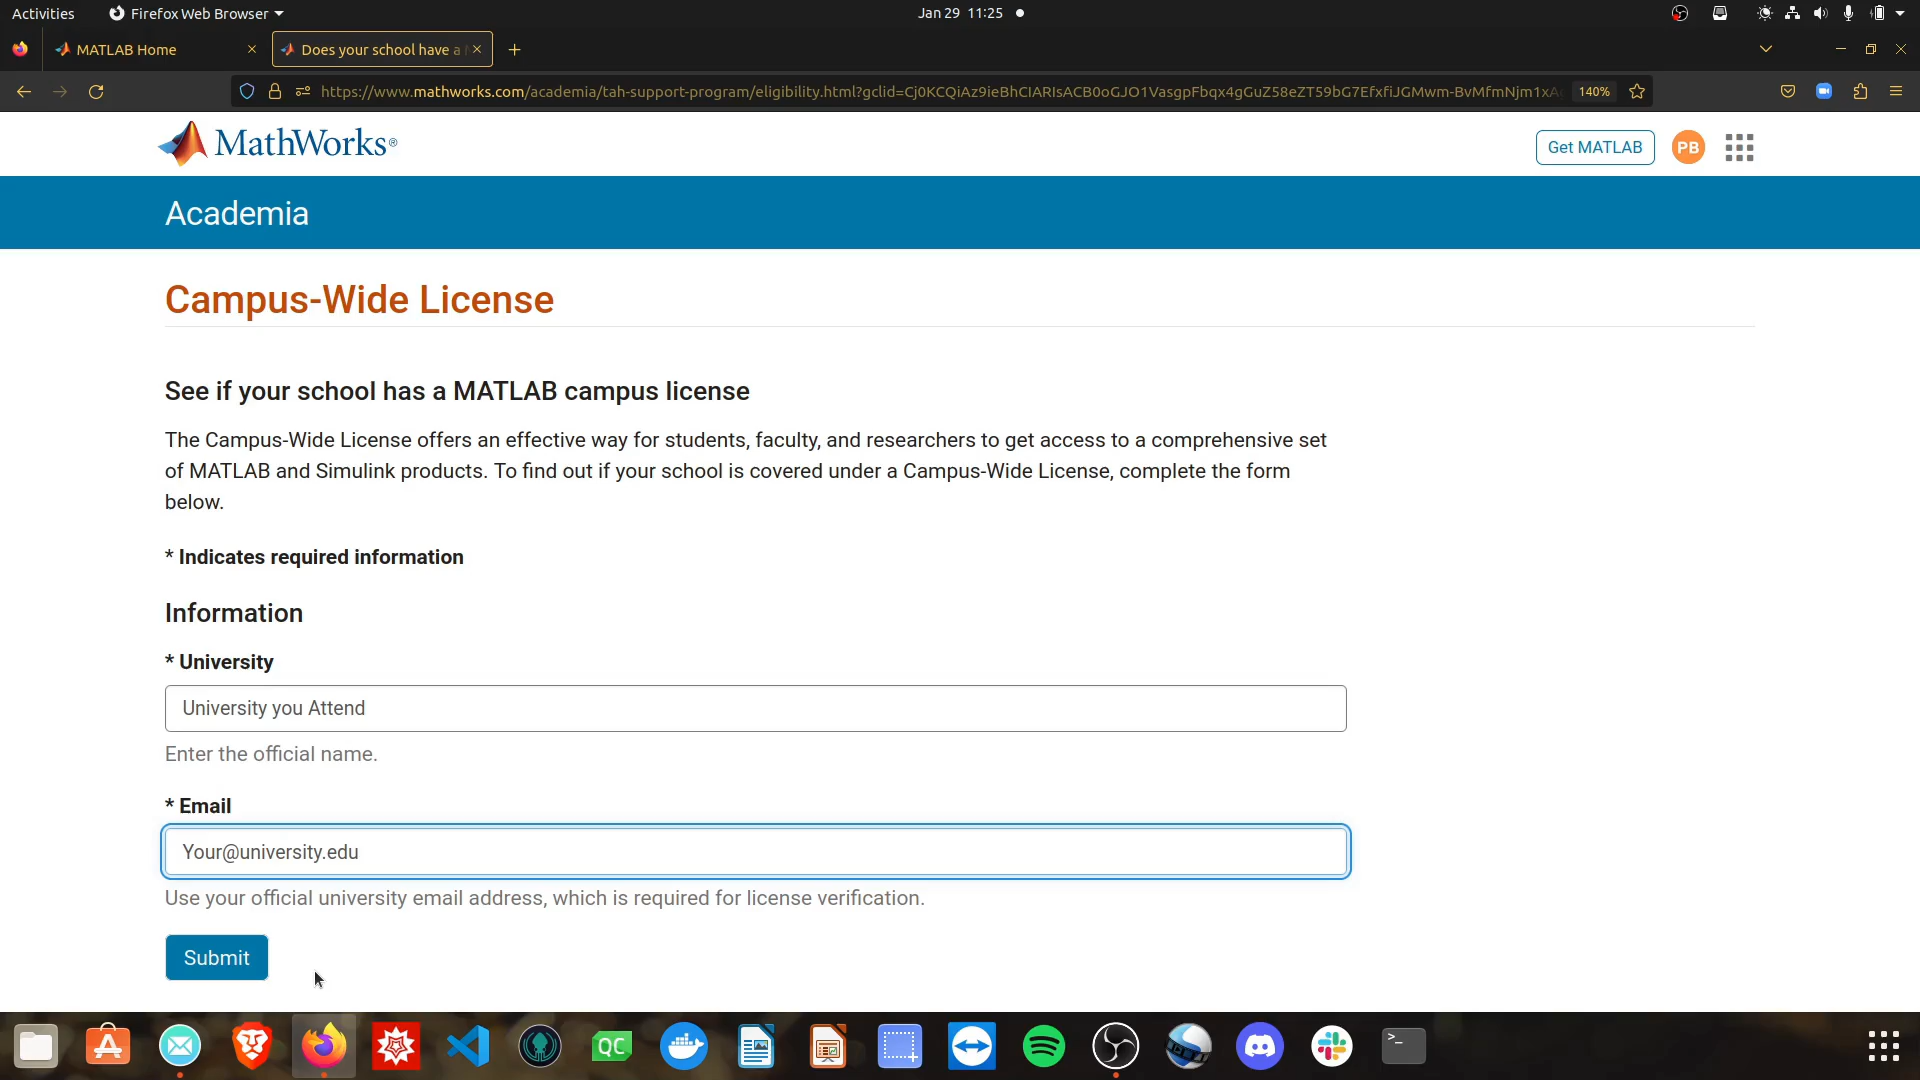 Activities
Firefox Web Browser
Jan 29 11:25
MATLAB Home
Does your school have a
https://www.mathworks.com/academia/tah-support-program/eligibility.html?gclid=Cj0KCQiAz9ieBhCIARIsACB0oGJO1VasgpFbqx4gGuZ58eZT59bG7EfxfiJGMwm-BvMfmNjm1xA
140%
MathWorks®
Get MATLAB
PB
Academia
Campus-Wide License
See if your school has a MATLAB campus license
The Campus-Wide License offers an effective way for students, faculty, and researchers to get access to a comprehensive set
of MATLAB and Simulink products. To find out if your school is covered under a Campus-Wide License, complete the form
below.
* Indicates required information
Information
* University
University you Attend
Enter the official name.
* Email
Your@university.edu
Use your official university email address, which is required for license verification.
Submit
QC
>_